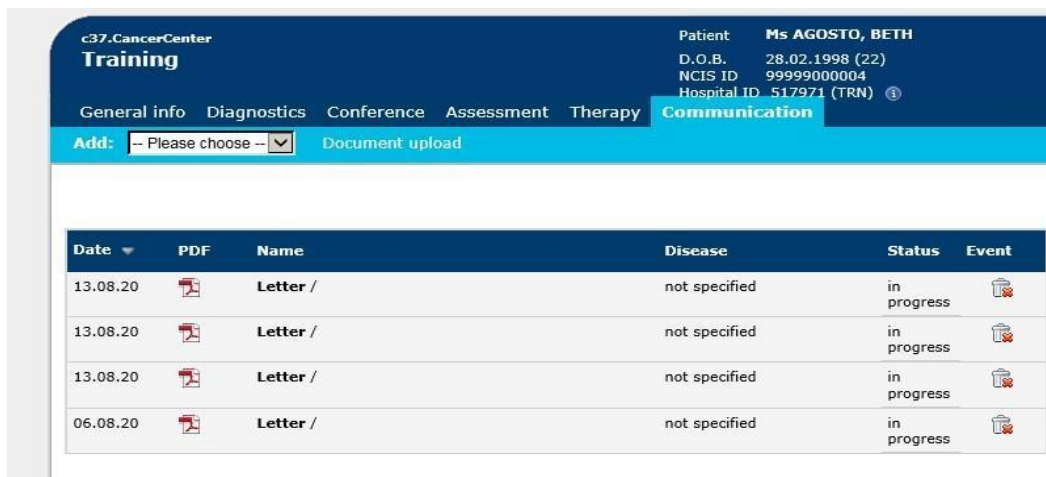 c37.CancerCenter
Training
Patient Ms AGOSTO, BETH
D.O.B. 28.02.1998 (22)
NCIS ID 99999000004
Hospital ID 517971 (TRN) i
General info Diagnostics Conference Assessment Therapy Communication
Add: -- Please choose -- Document upload
Date PDF Name Disease Status Event
13.08.20 Letter / not specified in
progress
13.08.20 Letter / not specified in
progress
13.08.20 Letter / not specified in
progress
06.08.20 Letter / not specified in
progress